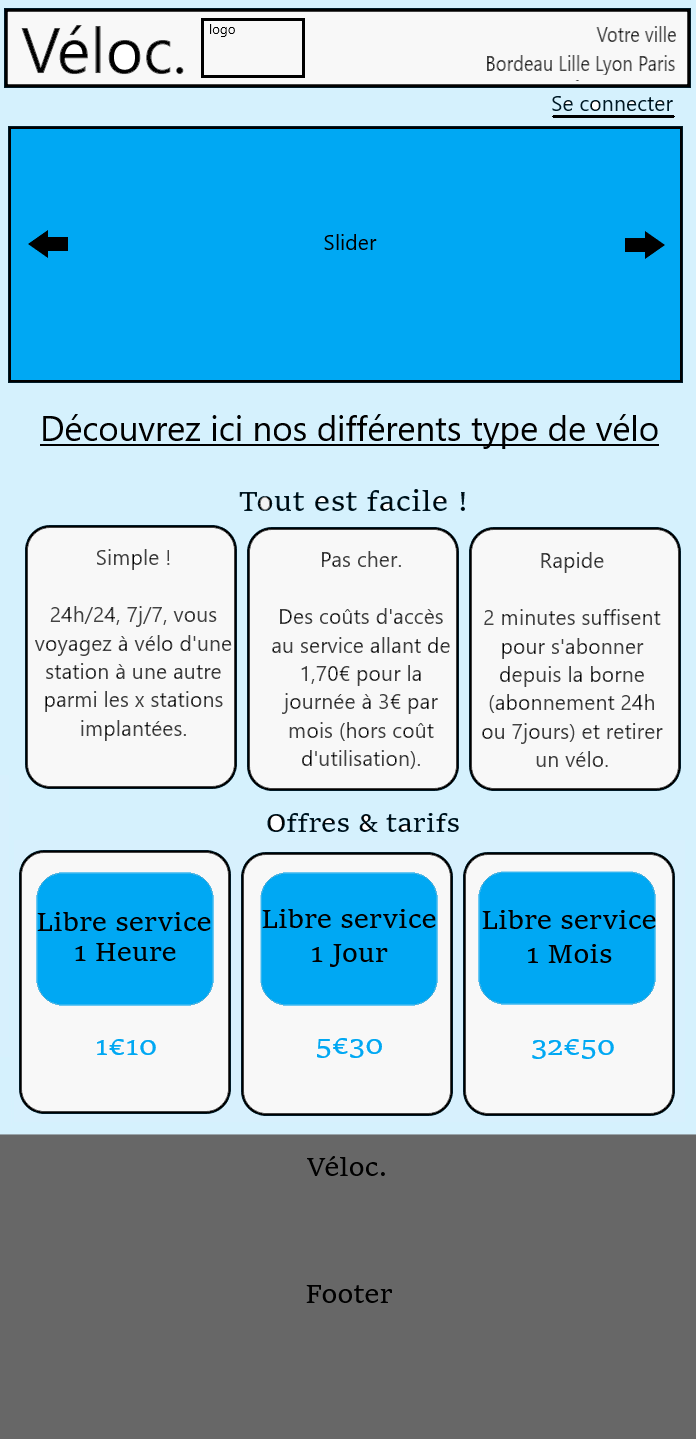 Véloc.
logo
Votre ville
Bordeau Lille Lyon Paris
Se connecter
Slider
Découvrez ici nos différents type de vélo
Tout est facile !
Simple !
24h/24, 7j/7, vous
voyagez à vélo d'une
station à une autre
parmi les x stations
implantées.
Pas cher.
Des coûts d'accès
au service allant de
1,70€ pour la
journée à 3€ par
mois (hors coût
d'utilisation).
Rapide
2 minutes suffisent
pour s'abonner
depuis la borne
(abonnement 24h
ou 7jours) et retirer
un vélo.
Offres & tarifs
Libre service
1 Heure
1€10
Libre service
1 Jour
5€30
Libre service
1 Mois
32€50
Véloc.
Footer